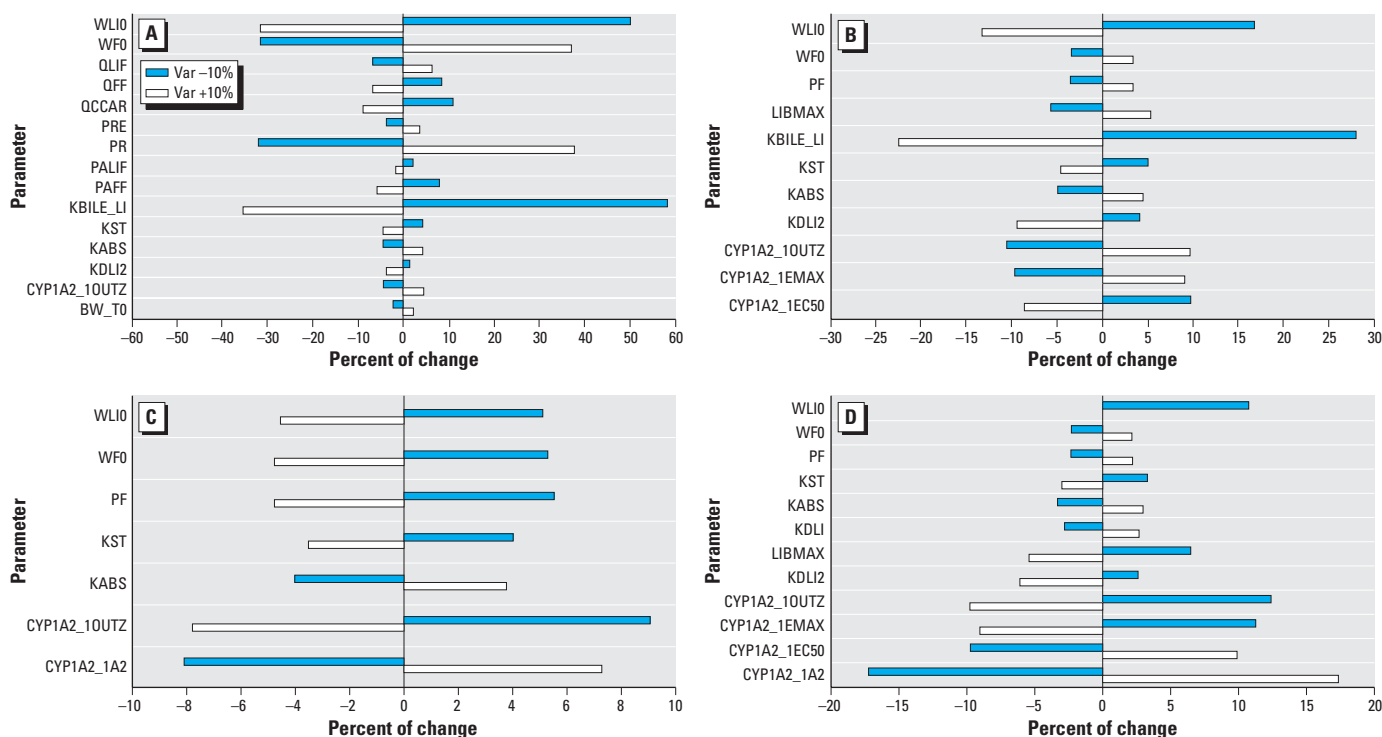 A
Var –10%
Var +10%
Parameter
WLI0
WF0
QLIF
QFF
QCCAR
PRE
PR
PALIF
PAFF
KBILE_LI
KST
KABS
KDLI2
CYP1A2_1OUTZ
BW_T0
–60 –50 –40 –30 –20 –10 0 10 20 30 40 50 60
Percent of change
B
Parameter
WLI0
WF0
PF
LIBMAX
KBILE_LI
KST
KABS
KDLI2
CYP1A2_1OUTZ
CYP1A2_1EMAX
CYP1A2_1EC50
–30 –25 –20 –15 –10 –5 0 5 10 15 20 25 30
Percent of change
C
Parameter
WLI0
WF0
PF
KST
KABS
CYP1A2_1OUTZ
CYP1A2_1A2
–10 –8 –6 –4 –2 0 2 4 6 8 10
Percent of change
D
Parameter
WLI0
WF0
PF
KST
KABS
KDLI
LIBMAX
KDLI2
CYP1A2_1OUTZ
CYP1A2_1EMAX
CYP1A2_1EC50
CYP1A2_1A2
–20 –15 –10 –5 0 5 10 15 20
Percent of change